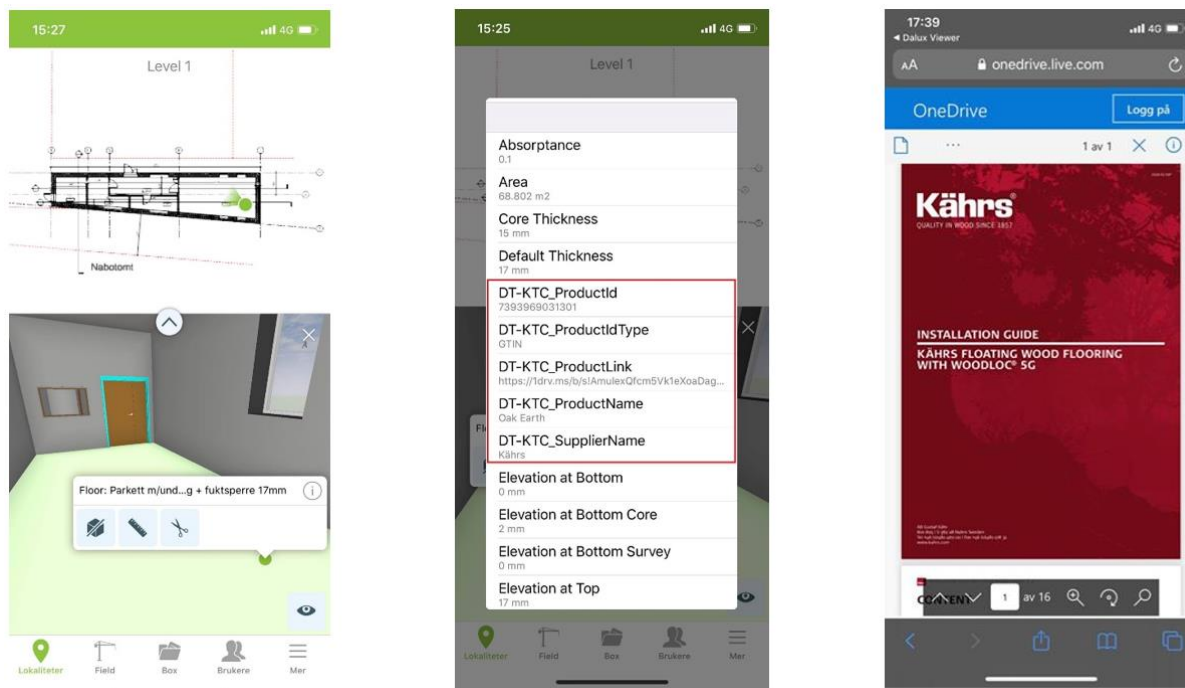 15:27
4G
Level 1
Nabotomt
Floor: Parkett m/und...g + fuktsperre 17mm
Lokaliteter
Field
Box
Brukere
Mer
15:25
4G
Level 1
Absorptance
0.1
Area
68.802 m2
Core Thickness
15 mm
Default Thickness
17 mm
DT-KTC_ProductId
7393969031301
DT-KTC_ProductIdType
GTIN
DT-KTC_ProductLink
https://1drv.ms/b/s!AmulexQfcm5Vk1eXoaDag...
DT-KTC_ProductName
Oak Earth
DT-KTC_SupplierName
Kährs
Elevation at Bottom
0 mm
Elevation at Bottom Core
2 mm
Elevation at Bottom Survey
0 mm
Elevation at Top
17 mm
Lokaliteter
Field
Box
Brukere
Mer
17:39
4G
Dalux Viewer
AA
onedrive.live.com
OneDrive
Logg på
1 av 1
Kährs
QUALITY IN WOOD SINCE 1857
INSTALLATION GUIDE
KÄHRS FLOATING WOOD FLOORING
WITH WOODLOC® 5G
CONTENT
1 av 16